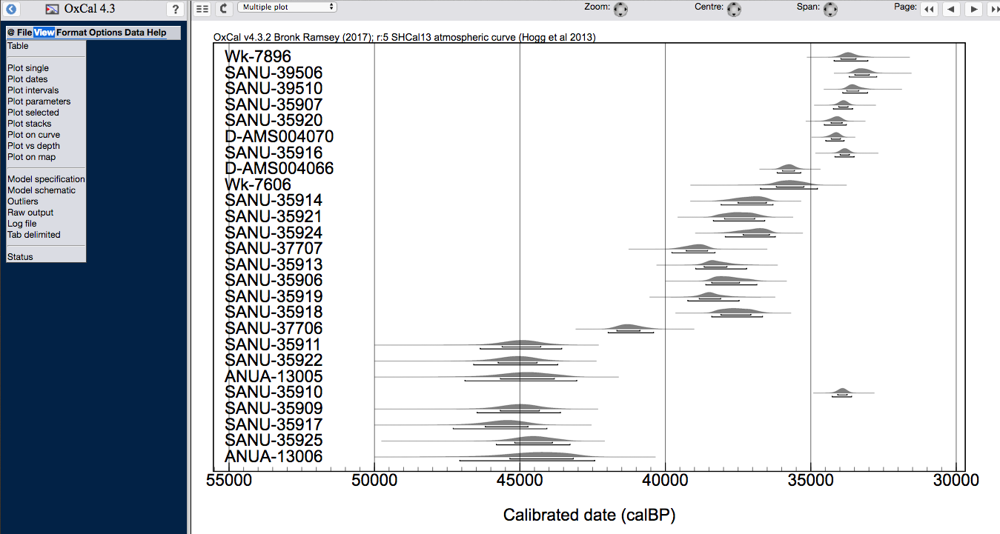 OxCal 4.3 ?
Multiple plot Zoom: Centre: Span: Page:
@ File View Format Options Data Help
Table
Plot single
Plot dates
Plot intervals
Plot parameters
Plot selected
Plot stacks
Plot on curve
Plot vs depth
Plot on map
Model specification
Model schematic
Outliers
Raw output
Log file
Tab delimited
Status
OxCal v4.3.2 Bronk Ramsey (2017); r:5 SHCal13 atmospheric curve (Hogg et al 2013)
Wk-7896
SANU-39506
SANU-39510
SANU-35907
SANU-35920
D-AMS004070
SANU-35916
D-AMS004066
Wk-7606
SANU-35914
SANU-35921
SANU-35924
SANU-37707
SANU-35913
SANU-35906
SANU-35919
SANU-35918
SANU-37706
SANU-35911
SANU-35922
ANUA-13005
SANU-35910
SANU-35909
SANU-35917
SANU-35925
ANUA-13006
55000 50000 45000 40000 35000 30000
Calibrated date (calBP)